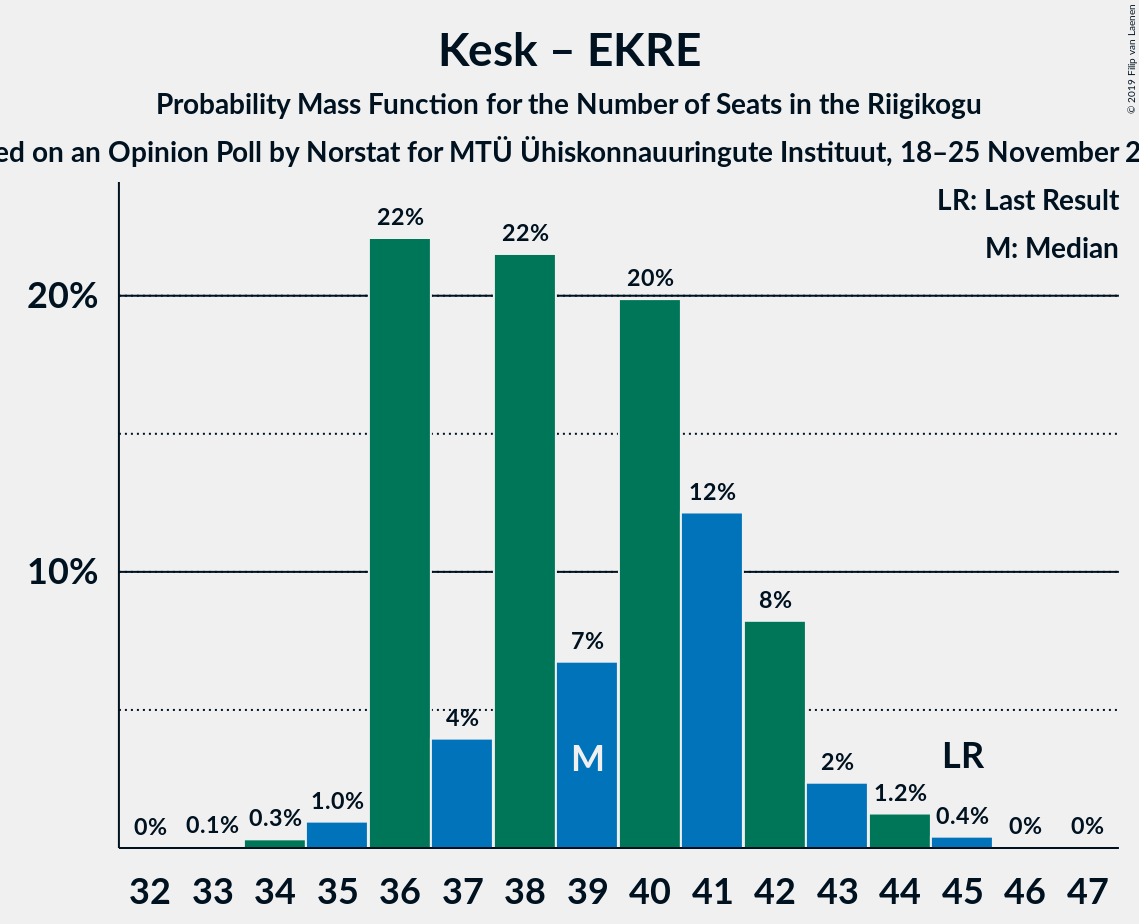 Kesk – EKRE
Probability Mass Function for the Number of Seats in the Riigikogu
ed on an Opinion Poll by Norstat for MTÜ Ühiskonnauuringute Instituut, 18–25 November 2
© 2019 Filip van Laenen
LR: Last Result
M: Median
20%
10%
0% 0.1% 0.3% 1.0% 22% 4% 22% 7% 20% 12% 8% 2% 1.2% 0.4% 0% 0%
M
LR
32 33 34 35 36 37 38 39 40 41 42 43 44 45 46 47